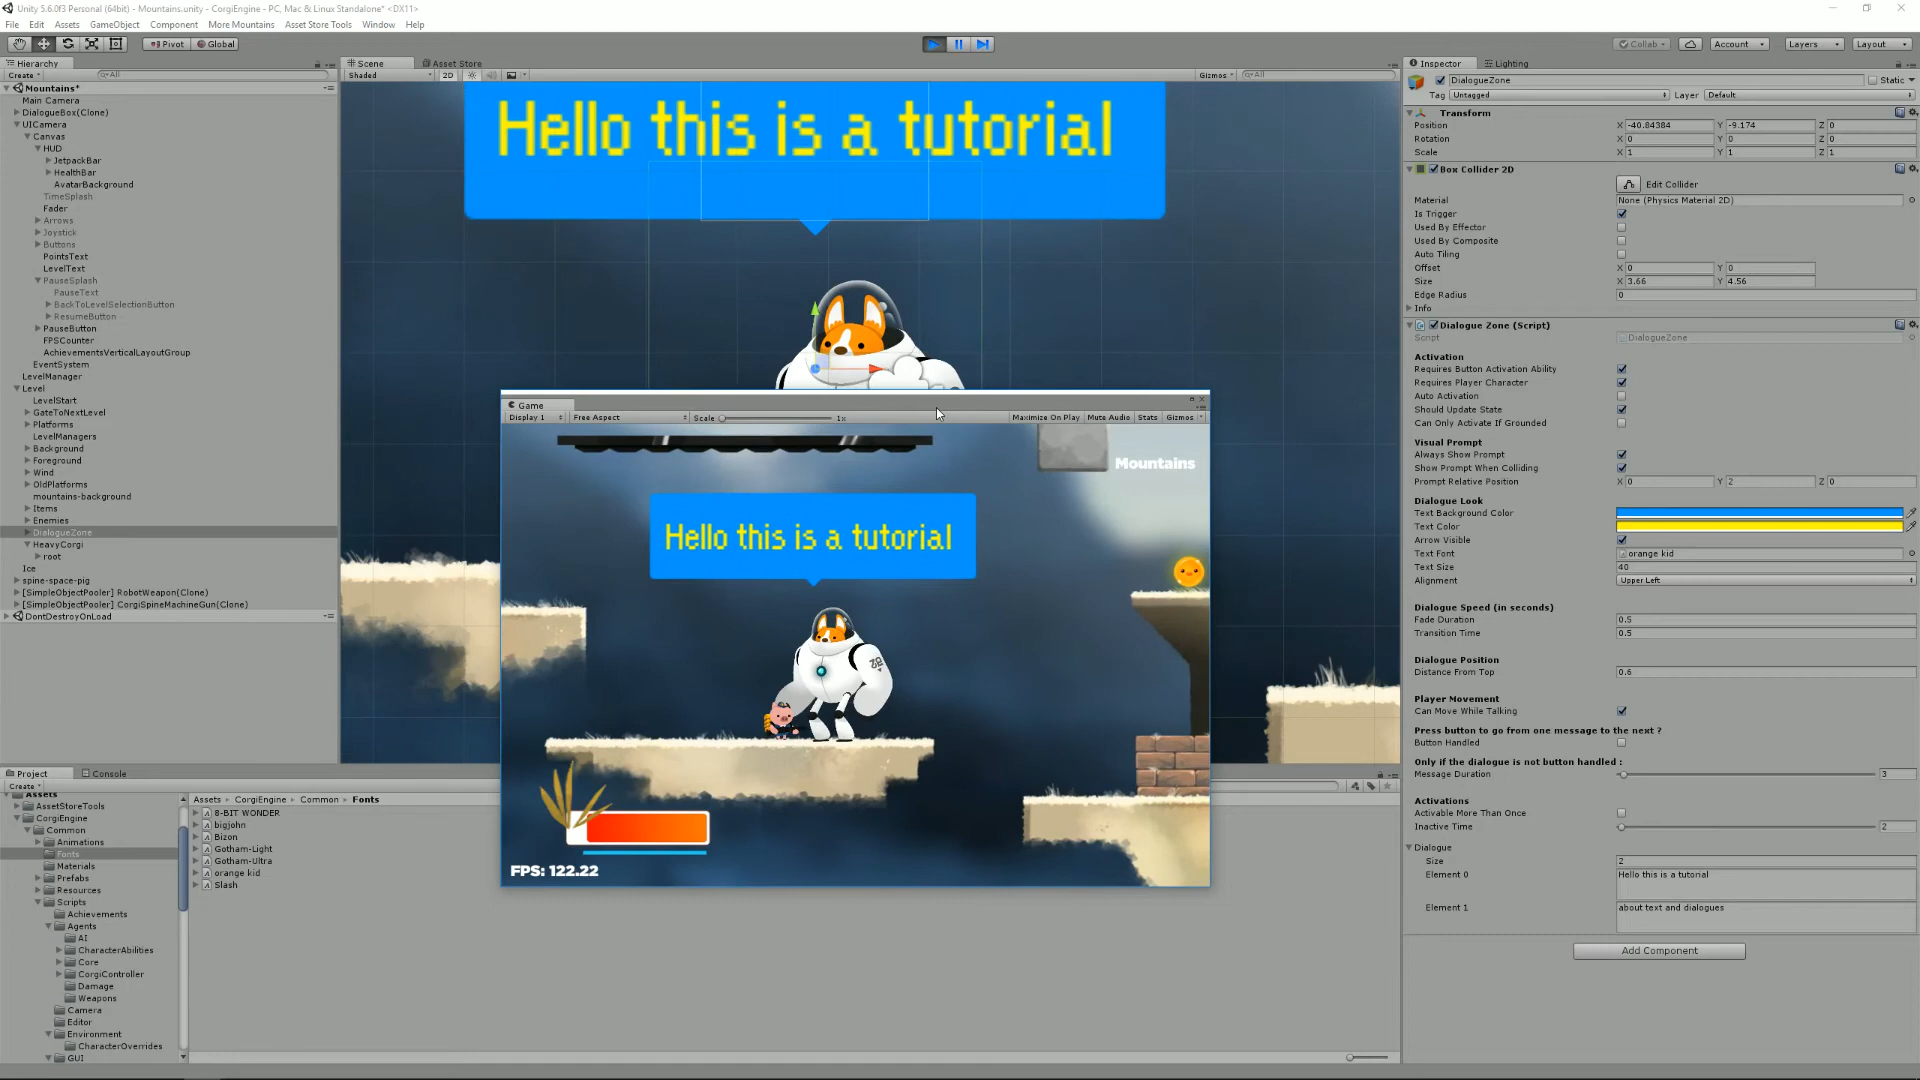 Unity 5.6.0f3 Personal (64bit) - Mountains.unity - CorgiEngine - PC, Mac & Linux Standalone* <DX11>
File Edit Assets GameObject Component More Mountains Asset Store Tools Window Help
Pivot Global Collab Account Layers Layout
Hierarchy
Create All
Mountains*
Main Camera
DialogueBox(Clone)
UICamera
Canvas
HUD
JetpackBar
HealthBar
AvatarBackground
TimeSplash
Fader
Arrows
Joystick
Buttons
PointsText
LevelText
PauseSplash
PauseText
BackToLevelSelectionButton
ResumeButton
PauseButton
FPSCounter
AchievementsVerticalLayoutGroup
EventSystem
LevelManager
Level
LevelStart
GateToNextLevel
Platforms
LevelManagers
Background
Foreground
Wind
OldPlatforms
mountains-background
Items
Enemies
DialogueZone
HeavyCorgi
root
Ice
spine-space-pig
[SimpleObjectPooler] RobotWeapon(Clone)
[SimpleObjectPooler] CorgiSpineMachineGun(Clone)
DontDestroyOnLoad
Scene Asset Store
Shaded 2D Gizmos All
Hello this is a tutorial
Game
Display 1 Free Aspect Scale 1x Maximize On Play Mute Audio Stats Gizmos
Mountains
Hello this is a tutorial
FPS: 122.22
Project Console
Create
Assets
AssetStoreTools
CorgiEngine
Common
Animations
Fonts
Materials
Prefabs
Resources
Scripts
Achievements
Agents
AI
CharacterAbilities
Core
CorgiController
Damage
Weapons
Camera
Editor
Environment
CharacterOverrides
GUI
Assets CorgiEngine Common Fonts
8-BIT WONDER
bigjohn
Bizon
Gotham-Light
Gotham-Ultra
orange kid
Slash
Inspector Lighting
DialogueZone Static
Tag Untagged Layer Default
Transform
Position X -40.84384 Y -9.174 Z 0
Rotation X 0 Y 0 Z 0
Scale X 1 Y 1 Z 1
Box Collider 2D
Edit Collider
Material None (Physics Material 2D)
Is Trigger
Used By Effector
Used By Composite
Auto Tiling
Offset X 0 Y 0
Size X 3.66 Y 4.56
Edge Radius 0
Info
Dialogue Zone (Script)
Script DialogueZone
Activation
Requires Button Activation Ability
Requires Player Character
Auto Activation
Should Update State
Can Only Activate If Grounded
Visual Prompt
Always Show Prompt
Show Prompt When Colliding
Prompt Relative Position X 0 Y 2 Z 0
Dialogue Look
Text Background Color
Text Color
Arrow Visible
Text Font orange kid
Text Size 40
Alignment Upper Left
Dialogue Speed (in seconds)
Fade Duration 0.5
Transition Time 0.5
Dialogue Position
Distance From Top 0.6
Player Movement
Can Move While Talking
Press button to go from one message to the next ?
Button Handled
Only if the dialogue is not button handled :
Message Duration 3
Activations
Activable More Than Once
Inactive Time 2
Dialogue
Size 2
Element 0 Hello this is a tutorial
Element 1 about text and dialogues
Add Component